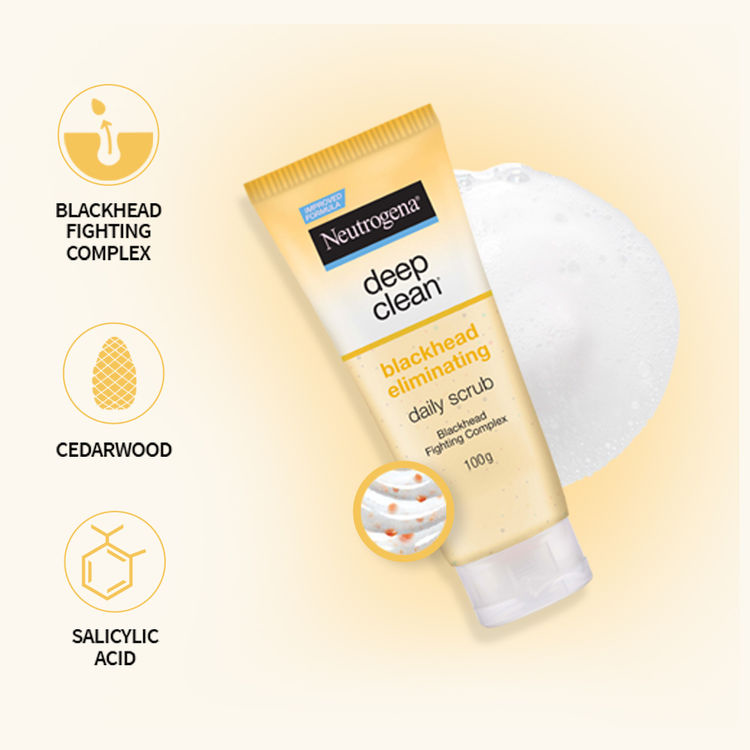 BLACKHEAD
FIGHTING
COMPLEX
CEDARWOOD
SALICYLIC
ACID
IMPROVED
FORMULA
Neutrogena®
deep
clean®
blackhead
eliminating
daily scrub
Blackhead
Fighting Complex
100g